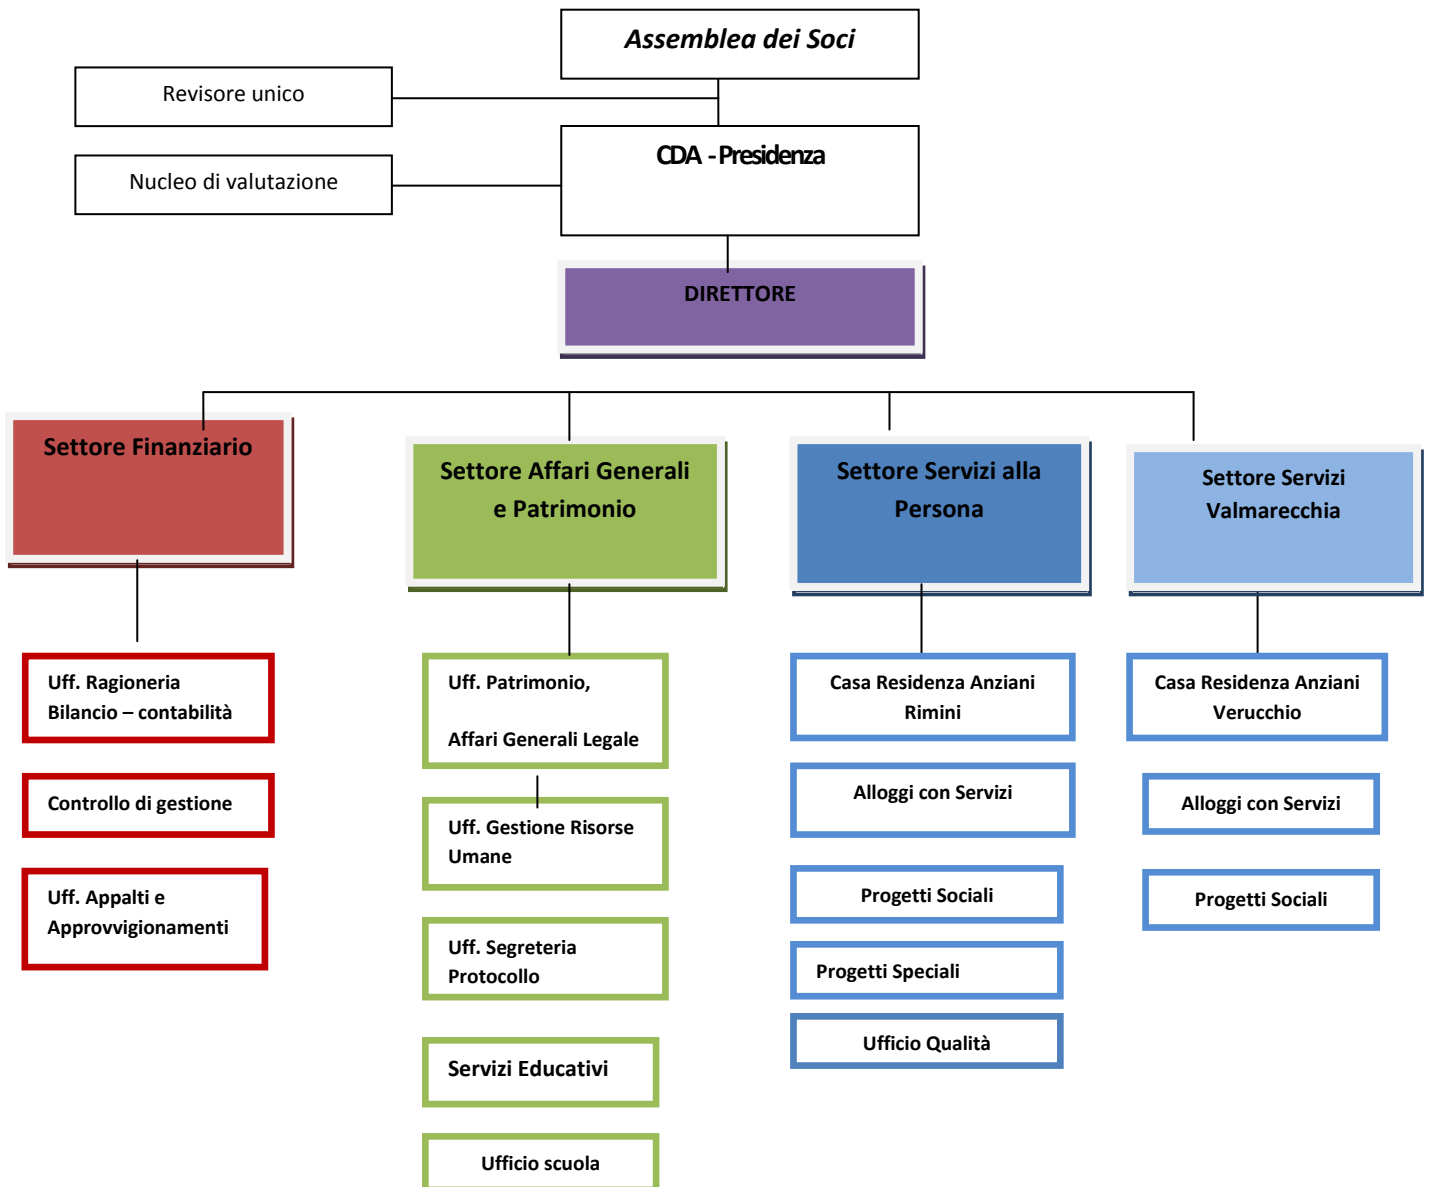 Assemblea dei Soci
Revisore unico
CDA - Presidenza
Nucleo di valutazione
DIRETTORE
Settore Finanziario
Settore Affari Generali
e Patrimonio
Settore Servizi alla
Persona
Settore Servizi
Valmarecchia
Uff. Ragioneria
Bilancio – contabilità
Controllo di gestione
Uff. Appalti e
Approvvigionamenti
Uff. Patrimonio,
Affari Generali Legale
Uff. Gestione Risorse
Umane
Uff. Segreteria
Protocollo
Servizi Educativi
Ufficio scuola
Casa Residenza Anziani
Rimini
Alloggi con Servizi
Progetti Sociali
Progetti Speciali
Ufficio Qualità
Casa Residenza Anziani
Verucchio
Alloggi con Servizi
Progetti Sociali